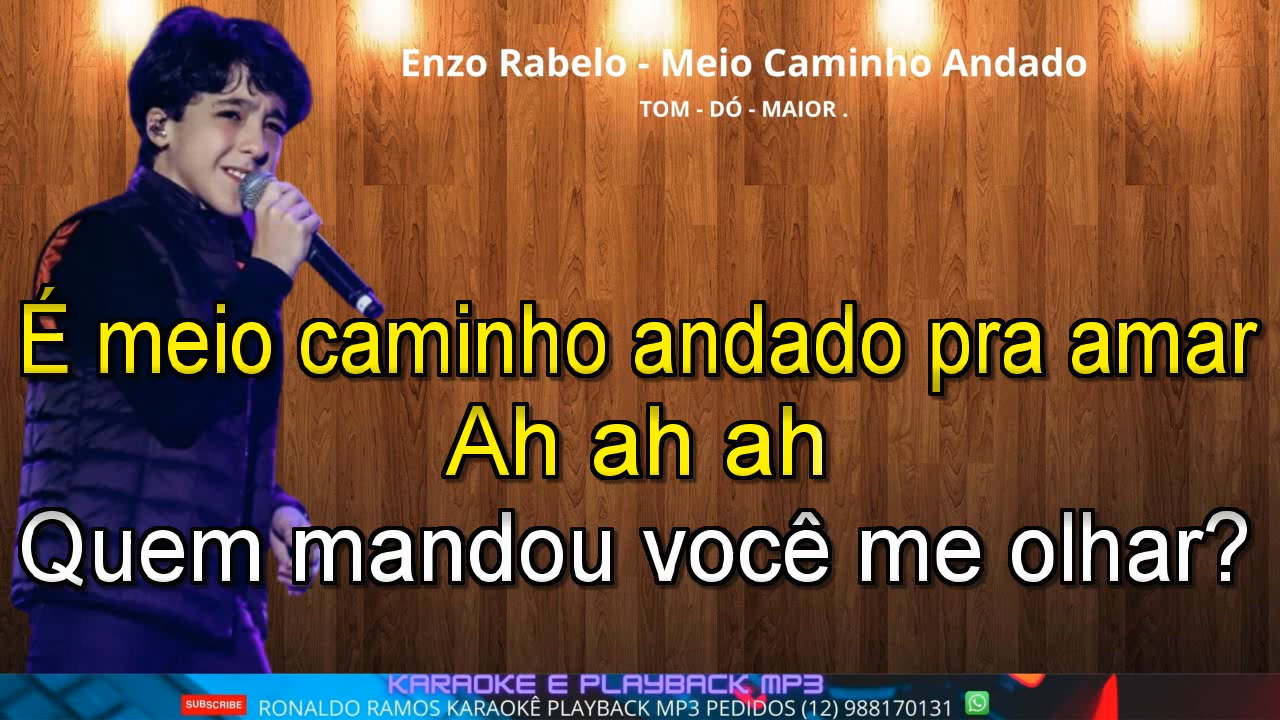 Enzo Rabelo - Meio Caminho Andado
TOM - DÓ - MAIOR .
É meio caminho andado pra amar
Ah ah ah
Quem mandou você me olhar?
KARAOKE E PLAYBACK MP3
SUBSCRIBE RONALDO RAMOS KARAOKÊ PLAYBACK MP3 PEDIDOS (12) 988170131